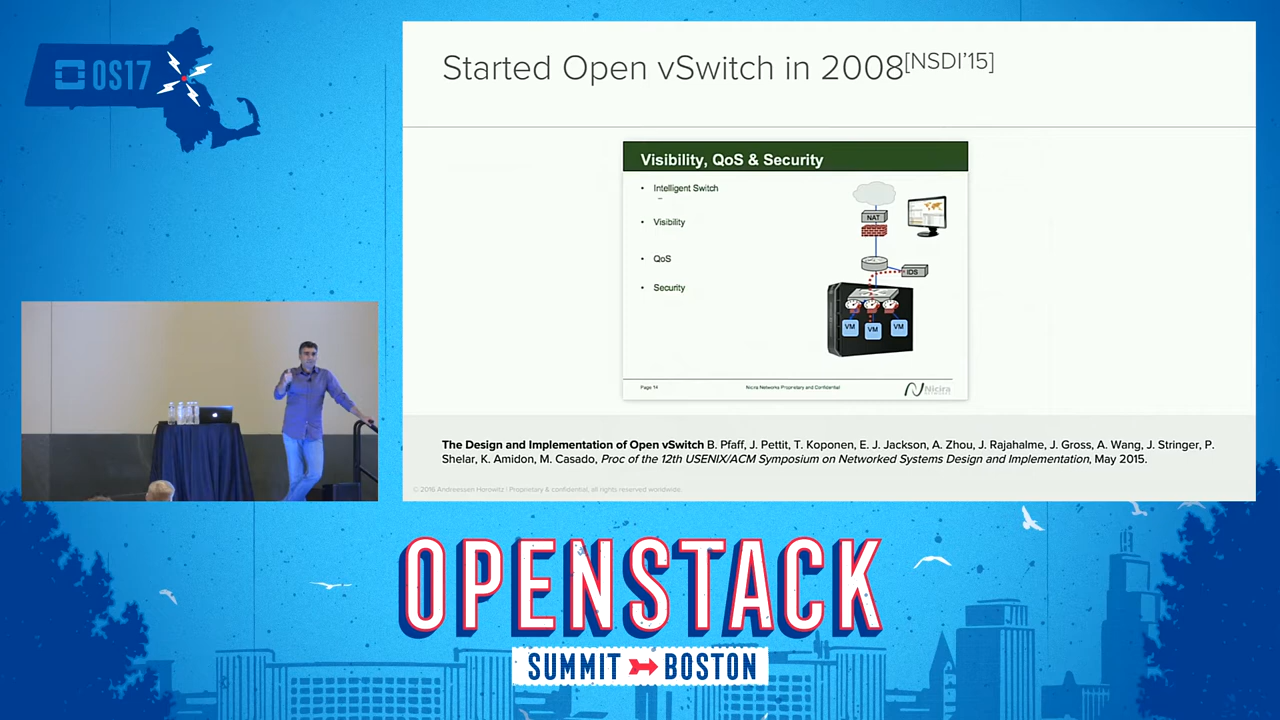 OS17
Started Open vSwitch in 2008[NSDI'15]
Visibility, QoS & Security
• Intelligent Switch
–
• Visibility
• QoS
• Security
NAT
IDS
VM
VM
VM
Page 14
Nicira Networks Proprietary and Confidential
Nicira
NETWORKS
The Design and Implementation of Open vSwitch B. Pfaff, J. Pettit, T. Koponen, E. J. Jackson, A. Zhou, J. Rajahalme, J. Gross, A. Wang, J. Stringer, P.
Shelar, K. Amidon, M. Casado, Proc of the 12th USENIX/ACM Symposium on Networked Systems Design and Implementation, May 2015.
© 2016 Andreessen Horowitz | Proprietary & confidential, all rights reserved worldwide.
OPENSTACK
SUMMIT BOSTON